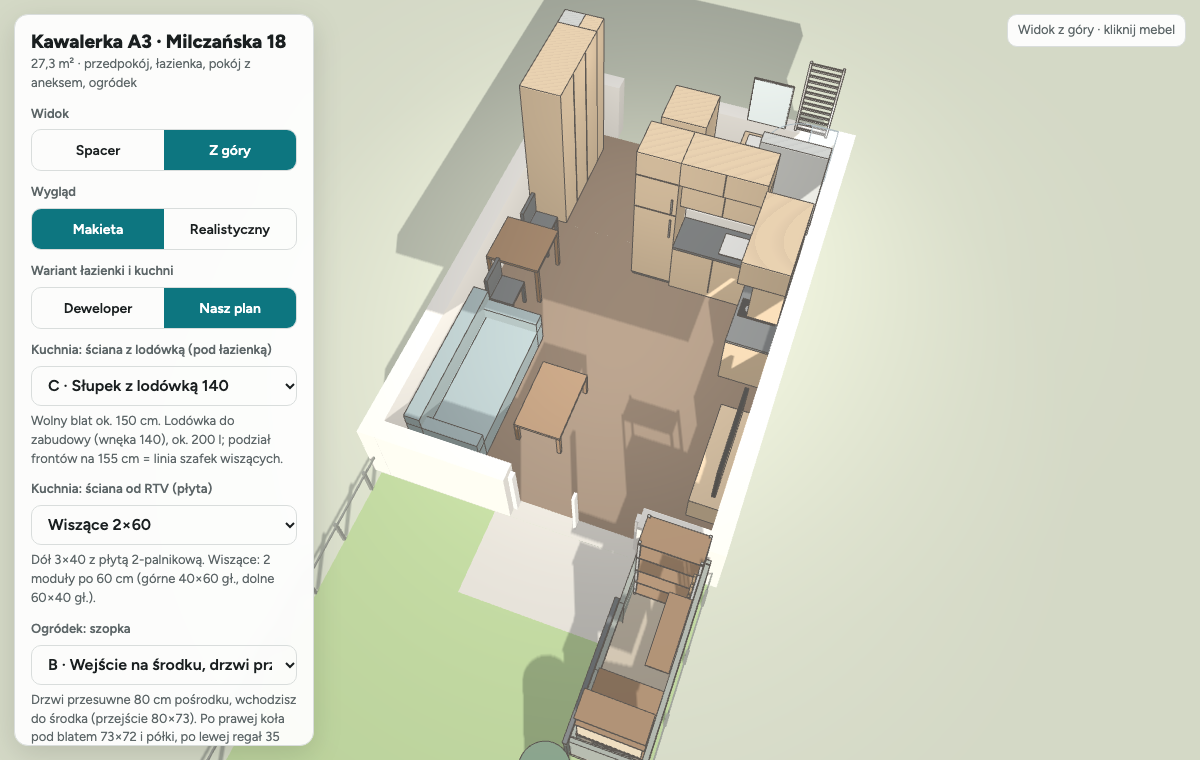 Kawalerka A3 · Milczańska 18
27,3 m² · przedpokój, łazienka, pokój z
aneksem, ogródek
Widok
Spacer
Z góry
Wygląd
Makieta
Realistyczny
Wariant łazienki i kuchni
Deweloper
Nasz plan
Kuchnia: ściana z lodówką (pod łazienką)
C · Słupek z lodówką 140
Wolny blat ok. 150 cm. Lodówka do
zabudowy (wnęka 140), ok. 200 l; podział
frontów na 155 cm = linia szafek wiszących.
Kuchnia: ściana od RTV (płyta)
Wiszące 2×60
Dół 3×40 z płytą 2-palnikową. Wiszące: 2
moduły po 60 cm (górne 40×60 gł., dolne
60×40 gł.).
Ogródek: szopka
B · Wejście na środku, drzwi prz
Drzwi przesuwne 80 cm pośrodku, wchodzisz
do środka (przejście 80×73). Po prawej koła
pod blatem 73×72 i półki, po lewej regał 35
Widok z góry · kliknij mebel